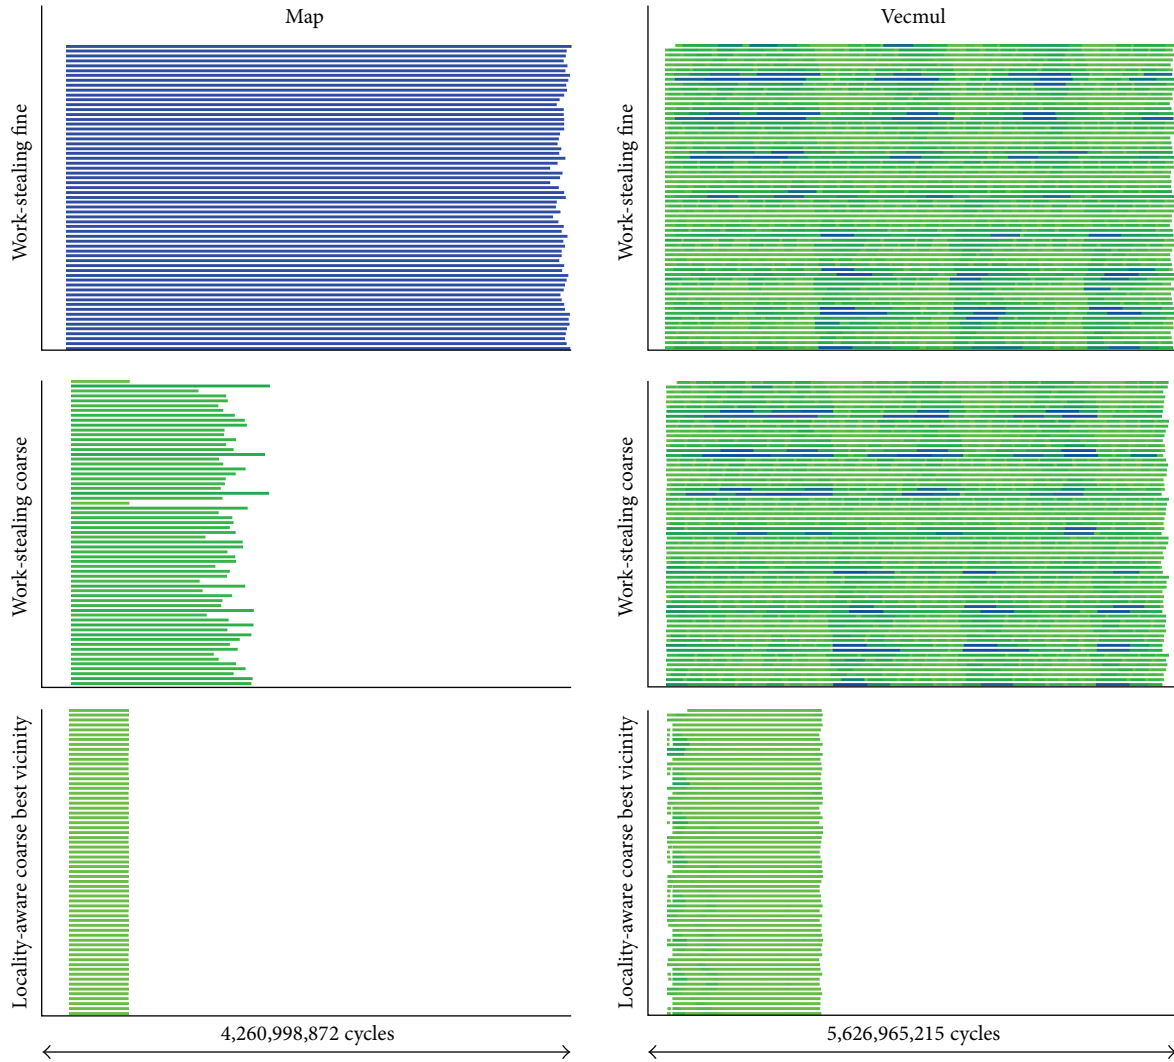 Map
Vecmul
Work-stealing fine
Work-stealing fine
Work-stealing coarse
Work-stealing coarse
Locality-aware coarse best vicinity
Locality-aware coarse best vicinity
4,260,998,872 cycles
5,626,965,215 cycles